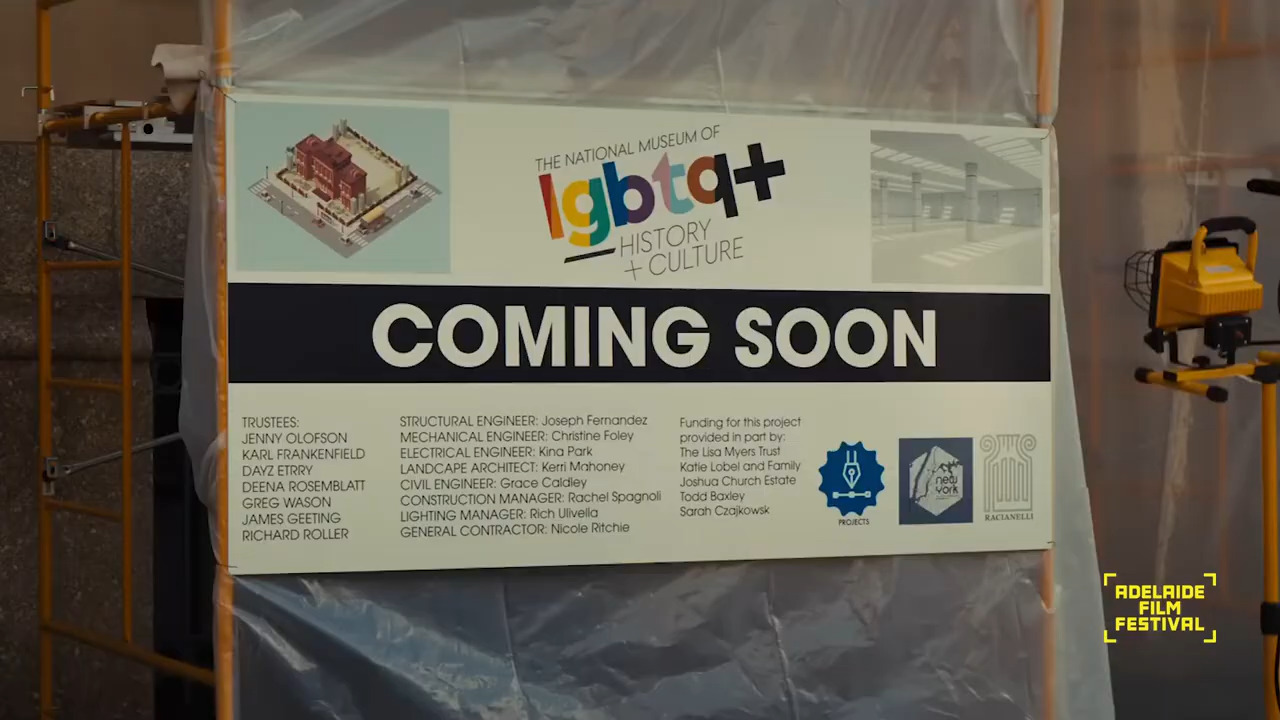 THE NATIONAL MUSEUM OF
lgbtq+
HISTORY
+ CULTURE
COMING SOON
TRUSTEES:
JENNY OLOFSON
KARL FRANKENFIELD
DAYZ ETRRY
DEENA ROSEMBLATT
GREG WASON
JAMES GEETING
RICHARD ROLLER
STRUCTURAL ENGINEER: Joseph Fernandez
MECHANICAL ENGINEER: Christine Foley
ELECTRICAL ENGINEER: Kina Park
LANDCAPE ARCHITECT: Kerri Mahoney
CIVIL ENGINEER: Grace Caldley
CONSTRUCTION MANAGER: Rachel Spagnoli
LIGHTING MANAGER: Rich Ulivella
GENERAL CONTRACTOR: Nicole Ritchie
Funding for this project
provided in part by:
The Lisa Myers Trust
Katie Lobel and Family
Joshua Church Estate
Todd Baxley
Sarah Czajkowsk
PROJECTS
new
york
RACIANELLI
ADELAIDE
FILM
FESTIVAL